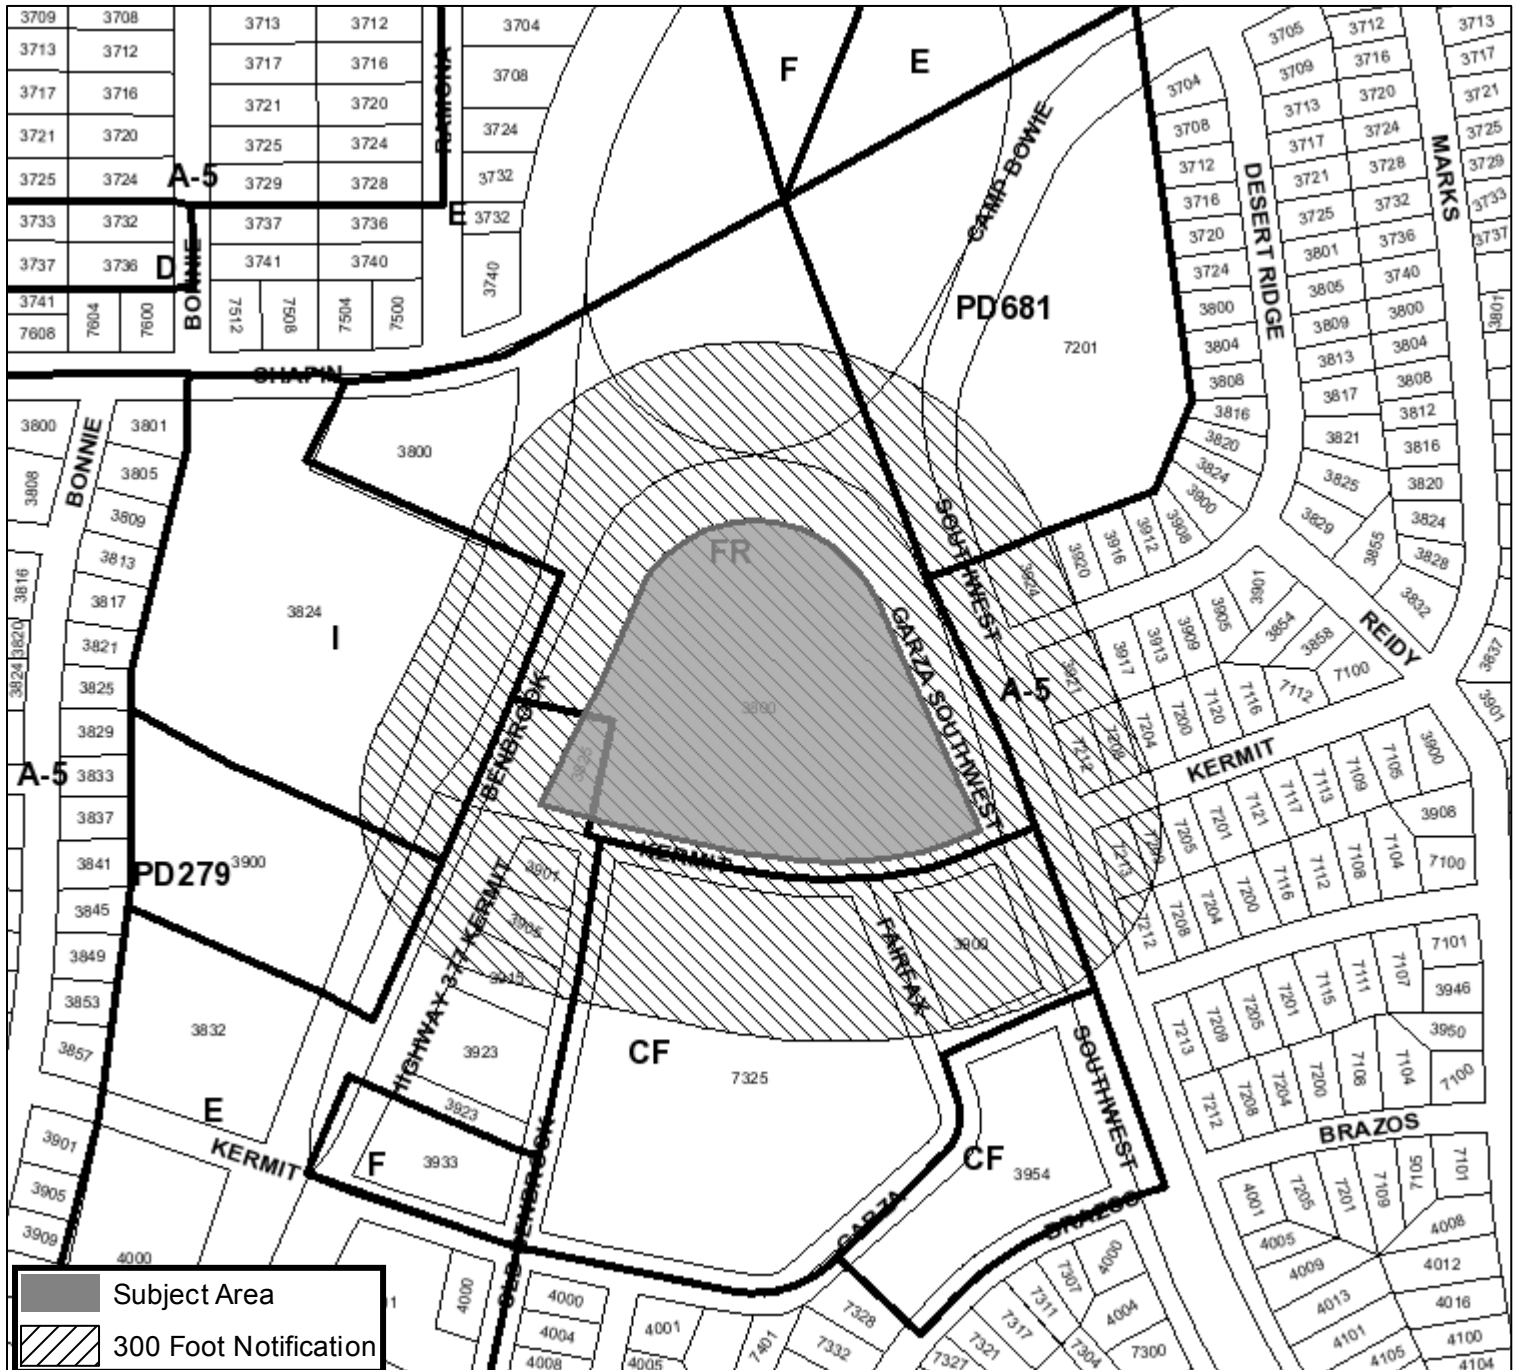 3709 3708 3713 3712 3704 3705 3712 3713
3713 3712 3717 3716 3708 F E 3709 3716 3717
3717 3716 3721 3720 RAMONA 3704 3713 3720 3721
3721 3720 3725 3724 3724 CAMP BOWIE 3708 3717 3724 MARKS 3725
3725 3724 A-5 3729 3728 3732 3712 DESERT RIDGE 3721 3728 3729
3733 3732 3737 3736 E 3732 3716 3725 3732 3733
3737 3736 D BONNIE 3741 3740 3740 3720 3801 3736 3737
3741 7604 7600 7512 7508 7504 7500 PD681 3724 3805 3740
7608 3800 3809 3800 3801
CHAPIN 7201 3804 3813 3804
3808 3817 3808
3800 BONNIE 3801 3800 3816 3821 3812
3808 3805 3820 3825 3816
3809 3824 3829 3820
3813 FR SOUTHWEST 3924 3920 3916 3912 3908 3900 3855 3824
3816 3817 3824 I GARZA SOUTHWEST 3905 3901 3854 3858 3828
3820 3821 3917 3913 3909 7100 REIDY 3832
3824 3825 BENBROOK 3860 A-5 3921 7116 7112 3837
3829 3825 7212 7208 7204 7200 7120 3901
A-5 3833 KERMIT 3900
3837 KERMIT 7205 7201 7121 7117 7113 7109 7105 3906
3841 PD279 3900 3901 7213 7104 7100
3845 3905 FAIRFAX 3900 7212 7208 7204 7200 7116 7112 7108
3849 HIGHWAY 377 KERMIT 3915 7101
3853 3832 3923 CF 7325 SOUTHWEST 7213 7209 7205 7201 7115 7111 7107 3946
3857 3950
E 3923 7212 7208 7204 7200 7108 7104 7100
3901 KERMIT F 3933 OLD BENBROOK CF 3954 BRAZOS
3905 GARZA BRAZOS 4001 7205 7201 7109 7105 7101
3909 4000 4005 4008
4000 4000 7307 4000 4009 4012
4004 4001 7328 7311 4004 4013 4016
4008 4005 7401 7332 7327 7321 7317 7304 7300 4101 4105 4100 4104
Subject Area
300 Foot Notification